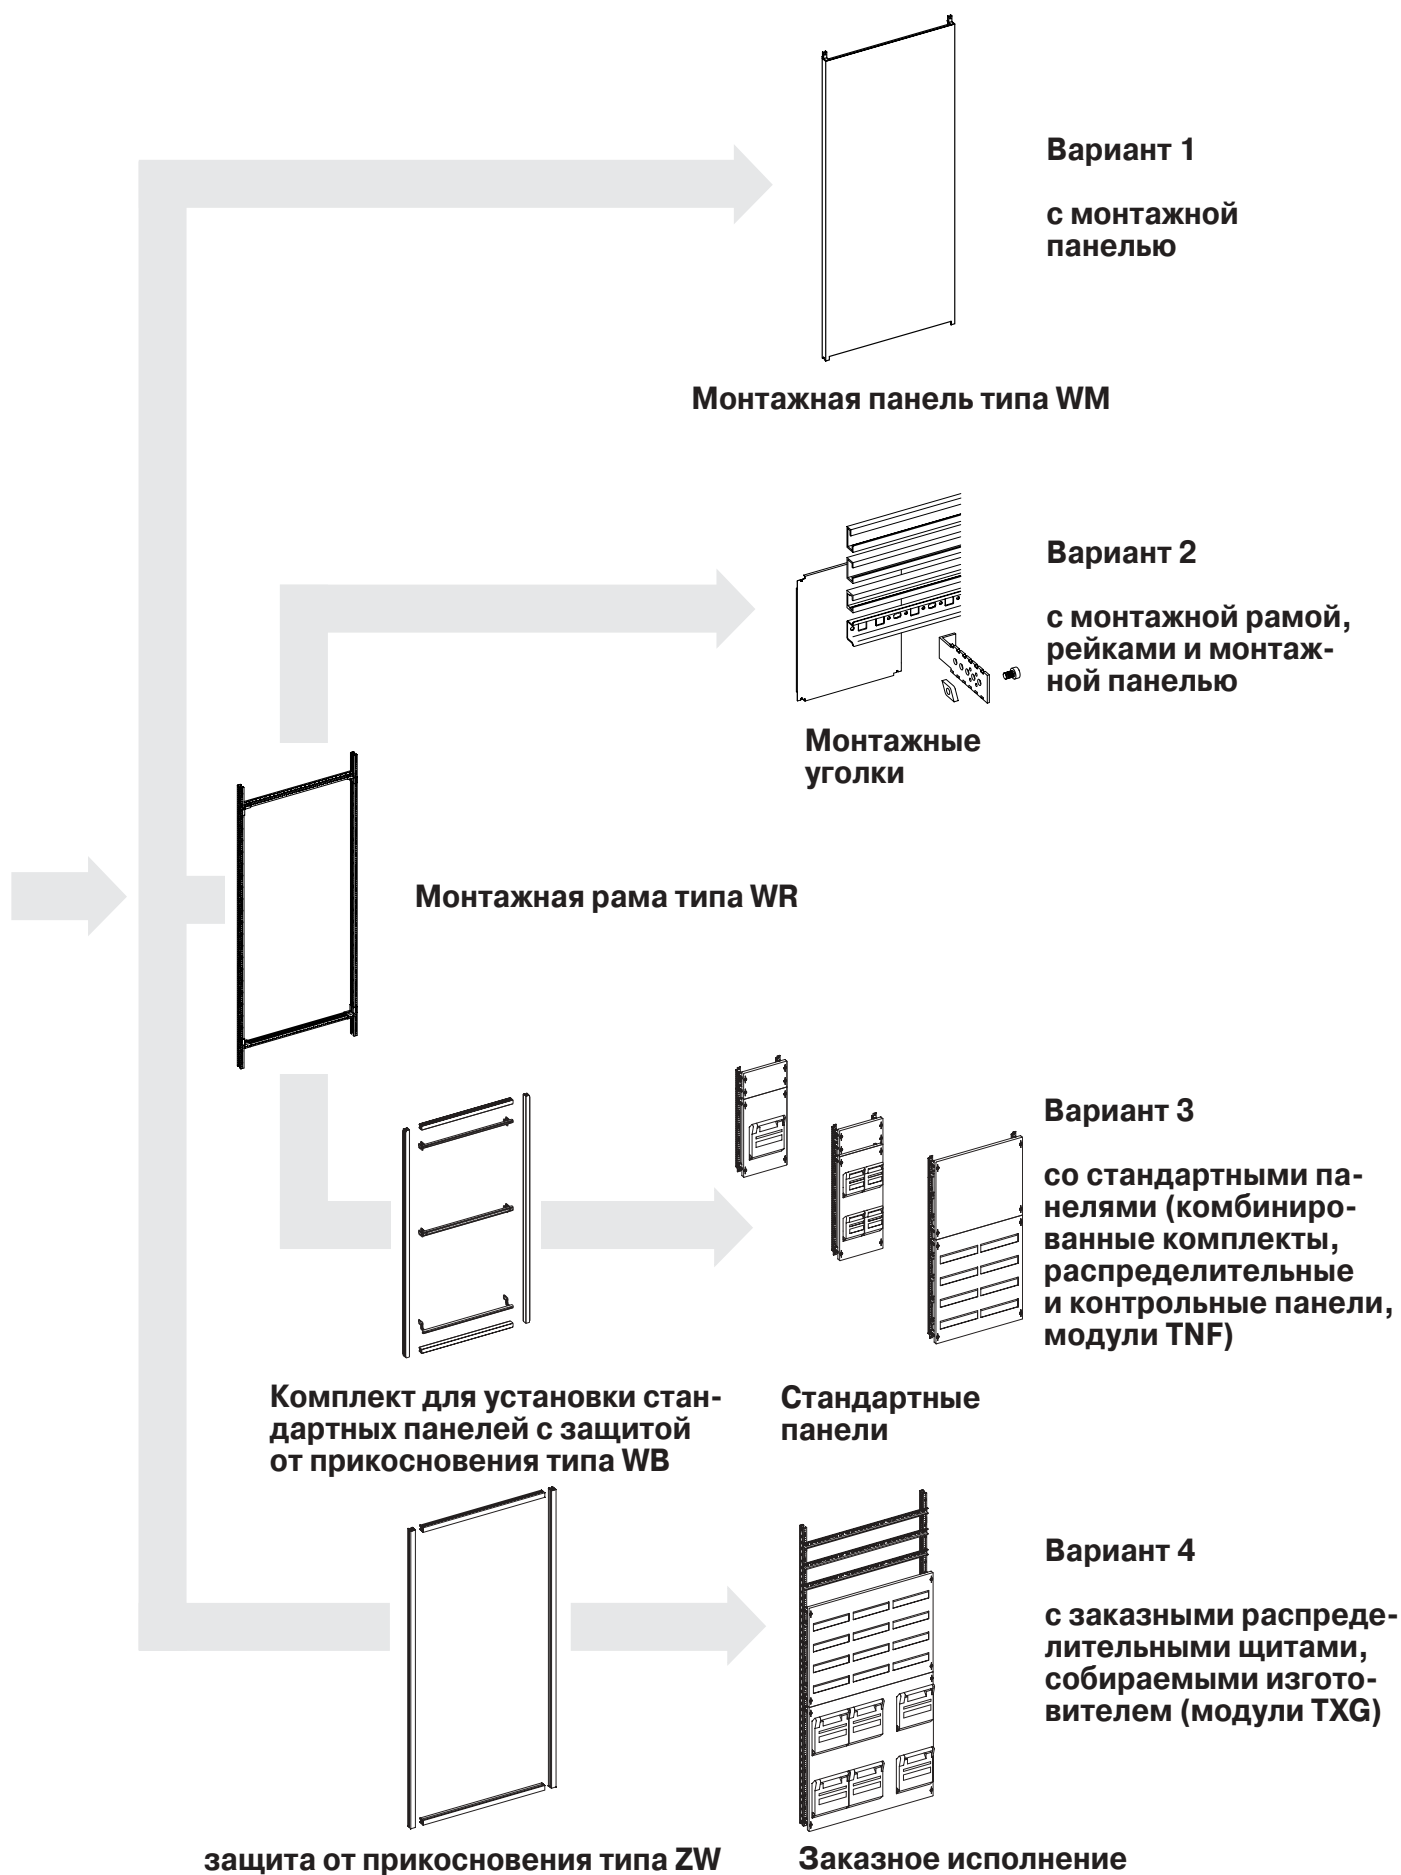 Вариант 1
с монтажной
панелью
Монтажная панель типа WM
Вариант 2
с монтажной рамой,
рейками и монтаж-
ной панелью
Монтажные
уголки
Монтажная рама типа WR
Вариант 3
со стандартными па-
нелями (комбиниро-
ванные комплекты,
распределительные
и контрольные панели,
модули TNF)
Комплект для установки стан-
дартных панелей с защитой
от прикосновения типа WB
Стандартные
панели
Вариант 4
с заказными распреде-
лительными щитами,
собираемыми изгото-
вителем (модули TXG)
защита от прикосновения типа ZW
Заказное исполнение